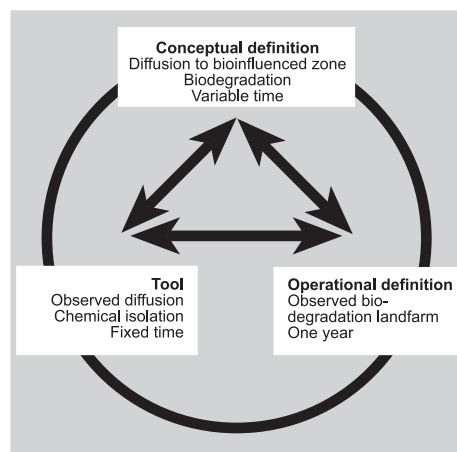 Conceptual definition
Diffusion to bioinfluenced zone
Biodegradation
Variable time
Tool
Observed diffusion
Chemical isolation
Fixed time
Operational definition
Observed bio-
degradation landfarm
One year